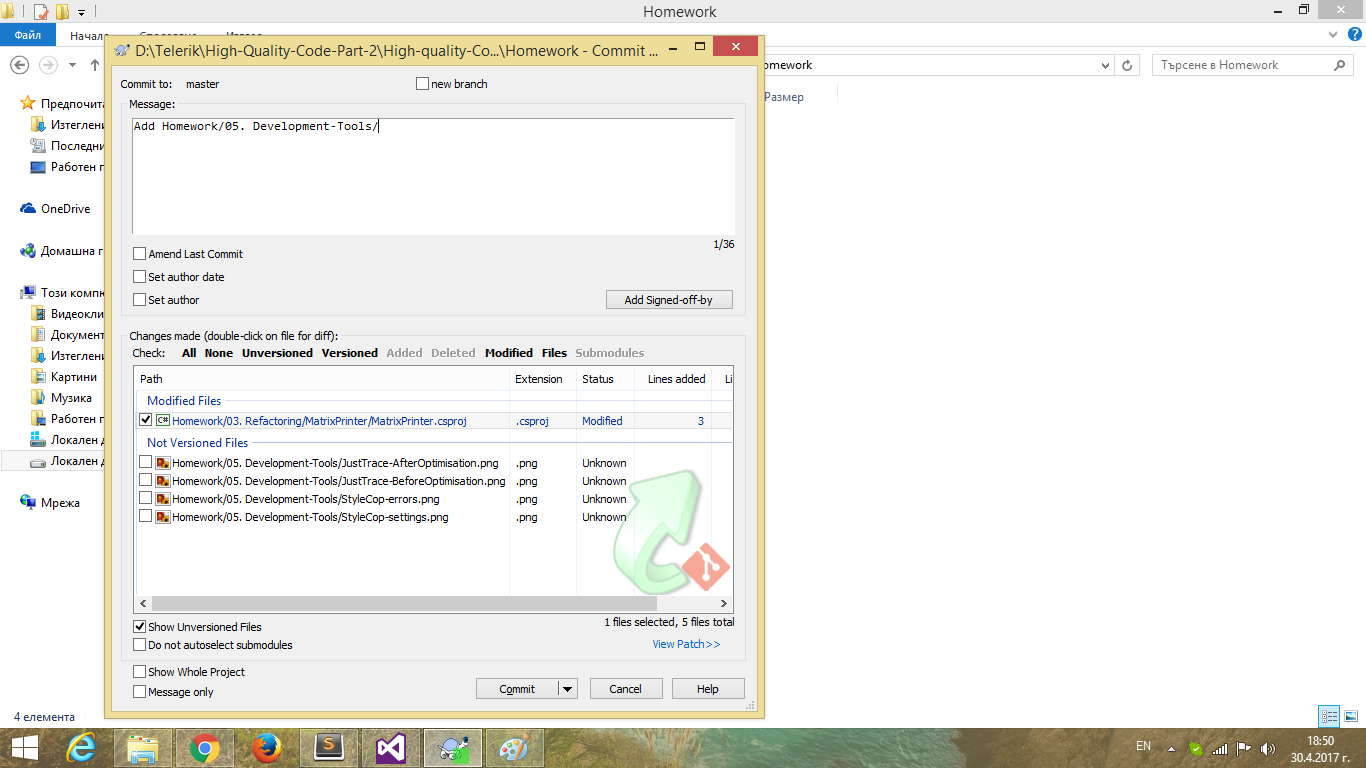 Homework
Файл
Начало
Споделяне
Изглед
D:\Telerik\High-Quality-Code-Part-2\High-quality-Co...\Homework - Commit ...
Homework
Търсене в Homework
Размер
Предпочита
Изтеглени
Последни
Работен п
OneDrive
Домашна г
Този компю
Видеокли
Документ
Изтеглени
Картини
Музика
Работен п
Локален д
Локален д
Мрежа
4 елемента
Commit to: master
new branch
Message:
Add Homework/05. Development-Tools/
1/36
Amend Last Commit
Set author date
Set author
Add Signed-off-by
Changes made (double-click on file for diff):
Check: All None Unversioned Versioned Added Deleted Modified Files Submodules
Path Extension Status Lines added Li
Modified Files
Homework/03. Refactoring/MatrixPrinter/MatrixPrinter.csproj .csproj Modified 3
Not Versioned Files
Homework/05. Development-Tools/JustTrace-AfterOptimisation.png .png Unknown
Homework/05. Development-Tools/JustTrace-BeforeOptimisation.png .png Unknown
Homework/05. Development-Tools/StyleCop-errors.png .png Unknown
Homework/05. Development-Tools/StyleCop-settings.png .png Unknown
Show Unversioned Files
1 files selected, 5 files total
Do not autoselect submodules
View Patch>>
Show Whole Project
Message only
Commit
Cancel
Help
EN
18:50
30.4.2017 г.